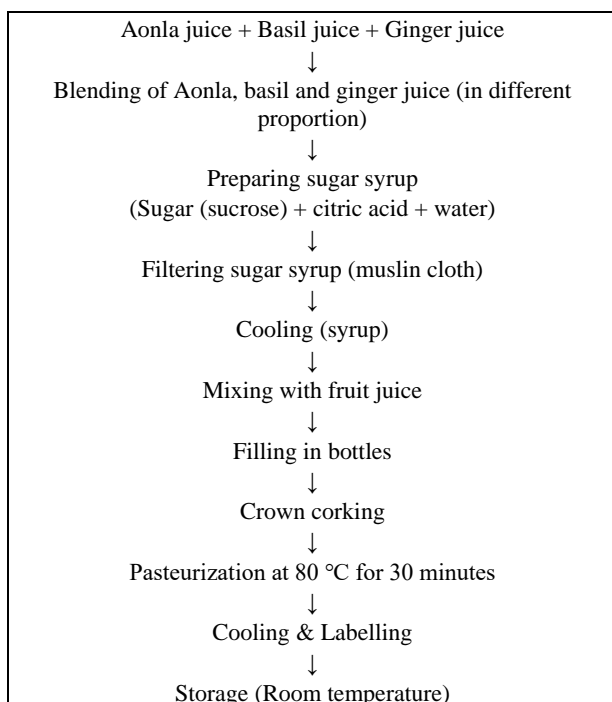 Aonla juice + Basil juice + Ginger juice
↓
Blending of Aonla, basil and ginger juice (in different
proportion)
↓
Preparing sugar syrup
(Sugar (sucrose) + citric acid + water)
↓
Filtering sugar syrup (muslin cloth)
↓
Cooling (syrup)
↓
Mixing with fruit juice
↓
Filling in bottles
↓
Crown corking
↓
Pasteurization at 80 °C for 30 minutes
↓
Cooling & Labelling
↓
Storage (Room temperature)